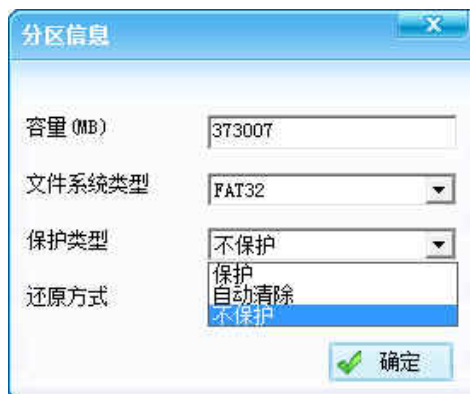 分区信息
容量(MB)
373007
文件系统类型
FAT32
保护类型
不保护
保护
自动清除
不保护
还原方式
确定